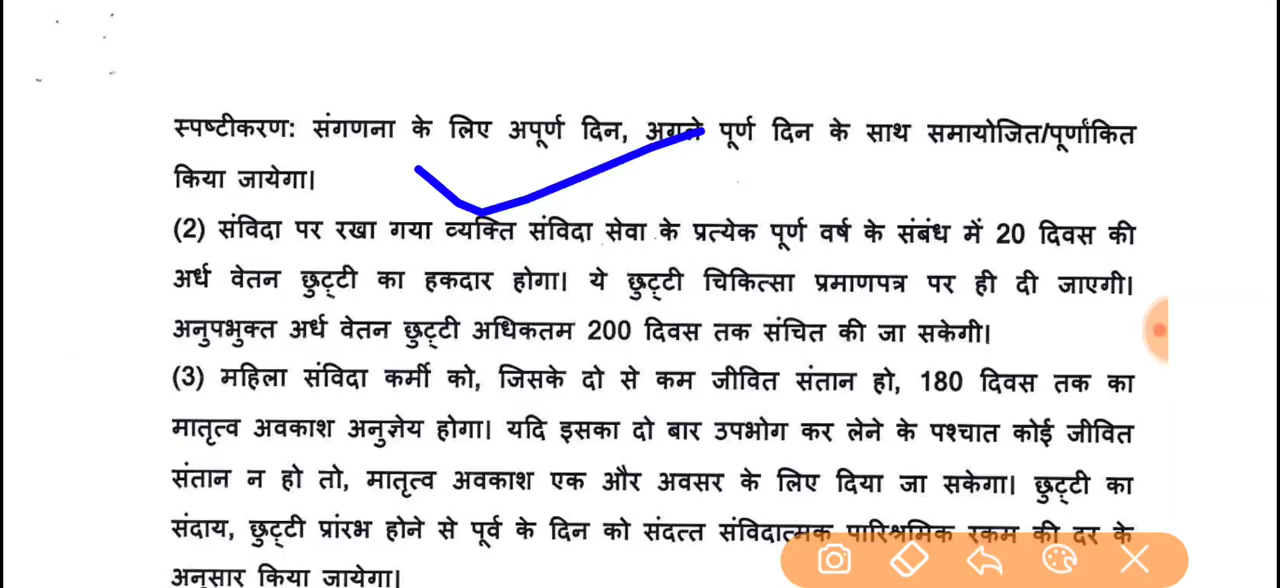 स्पष्टीकरण: संगणना के लिए अपूर्ण दिन, अगले पूर्ण दिन के साथ समायोजित/पूर्णांकित
किया जायेगा।
(2) संविदा पर रखा गया व्यक्ति संविदा सेवा के प्रत्येक पूर्ण वर्ष के संबंध में 20 दिवस की
अर्ध वेतन छुट्टी का हकदार होगा। ये छुट्टी चिकित्सा प्रमाणपत्र पर ही दी जाएगी।
अनुपभुक्त अर्ध वेतन छुट्टी अधिकतम 200 दिवस तक संचित की जा सकेगी।
(3) महिला संविदा कर्मी को, जिसके दो से कम जीवित संतान हो, 180 दिवस तक का
मातृत्व अवकाश अनुज्ञेय होगा। यदि इसका दो बार उपभोग कर लेने के पश्चात कोई जीवित
संतान न हो तो, मातृत्व अवकाश एक और अवसर के लिए दिया जा सकेगा। छुट्टी का
संदाय, छुट्टी प्रांरभ होने से पूर्व के दिन को संदत्त संविदात्मक पारिश्रमिक रकम की दर के
अनुसार किया जायेगा।